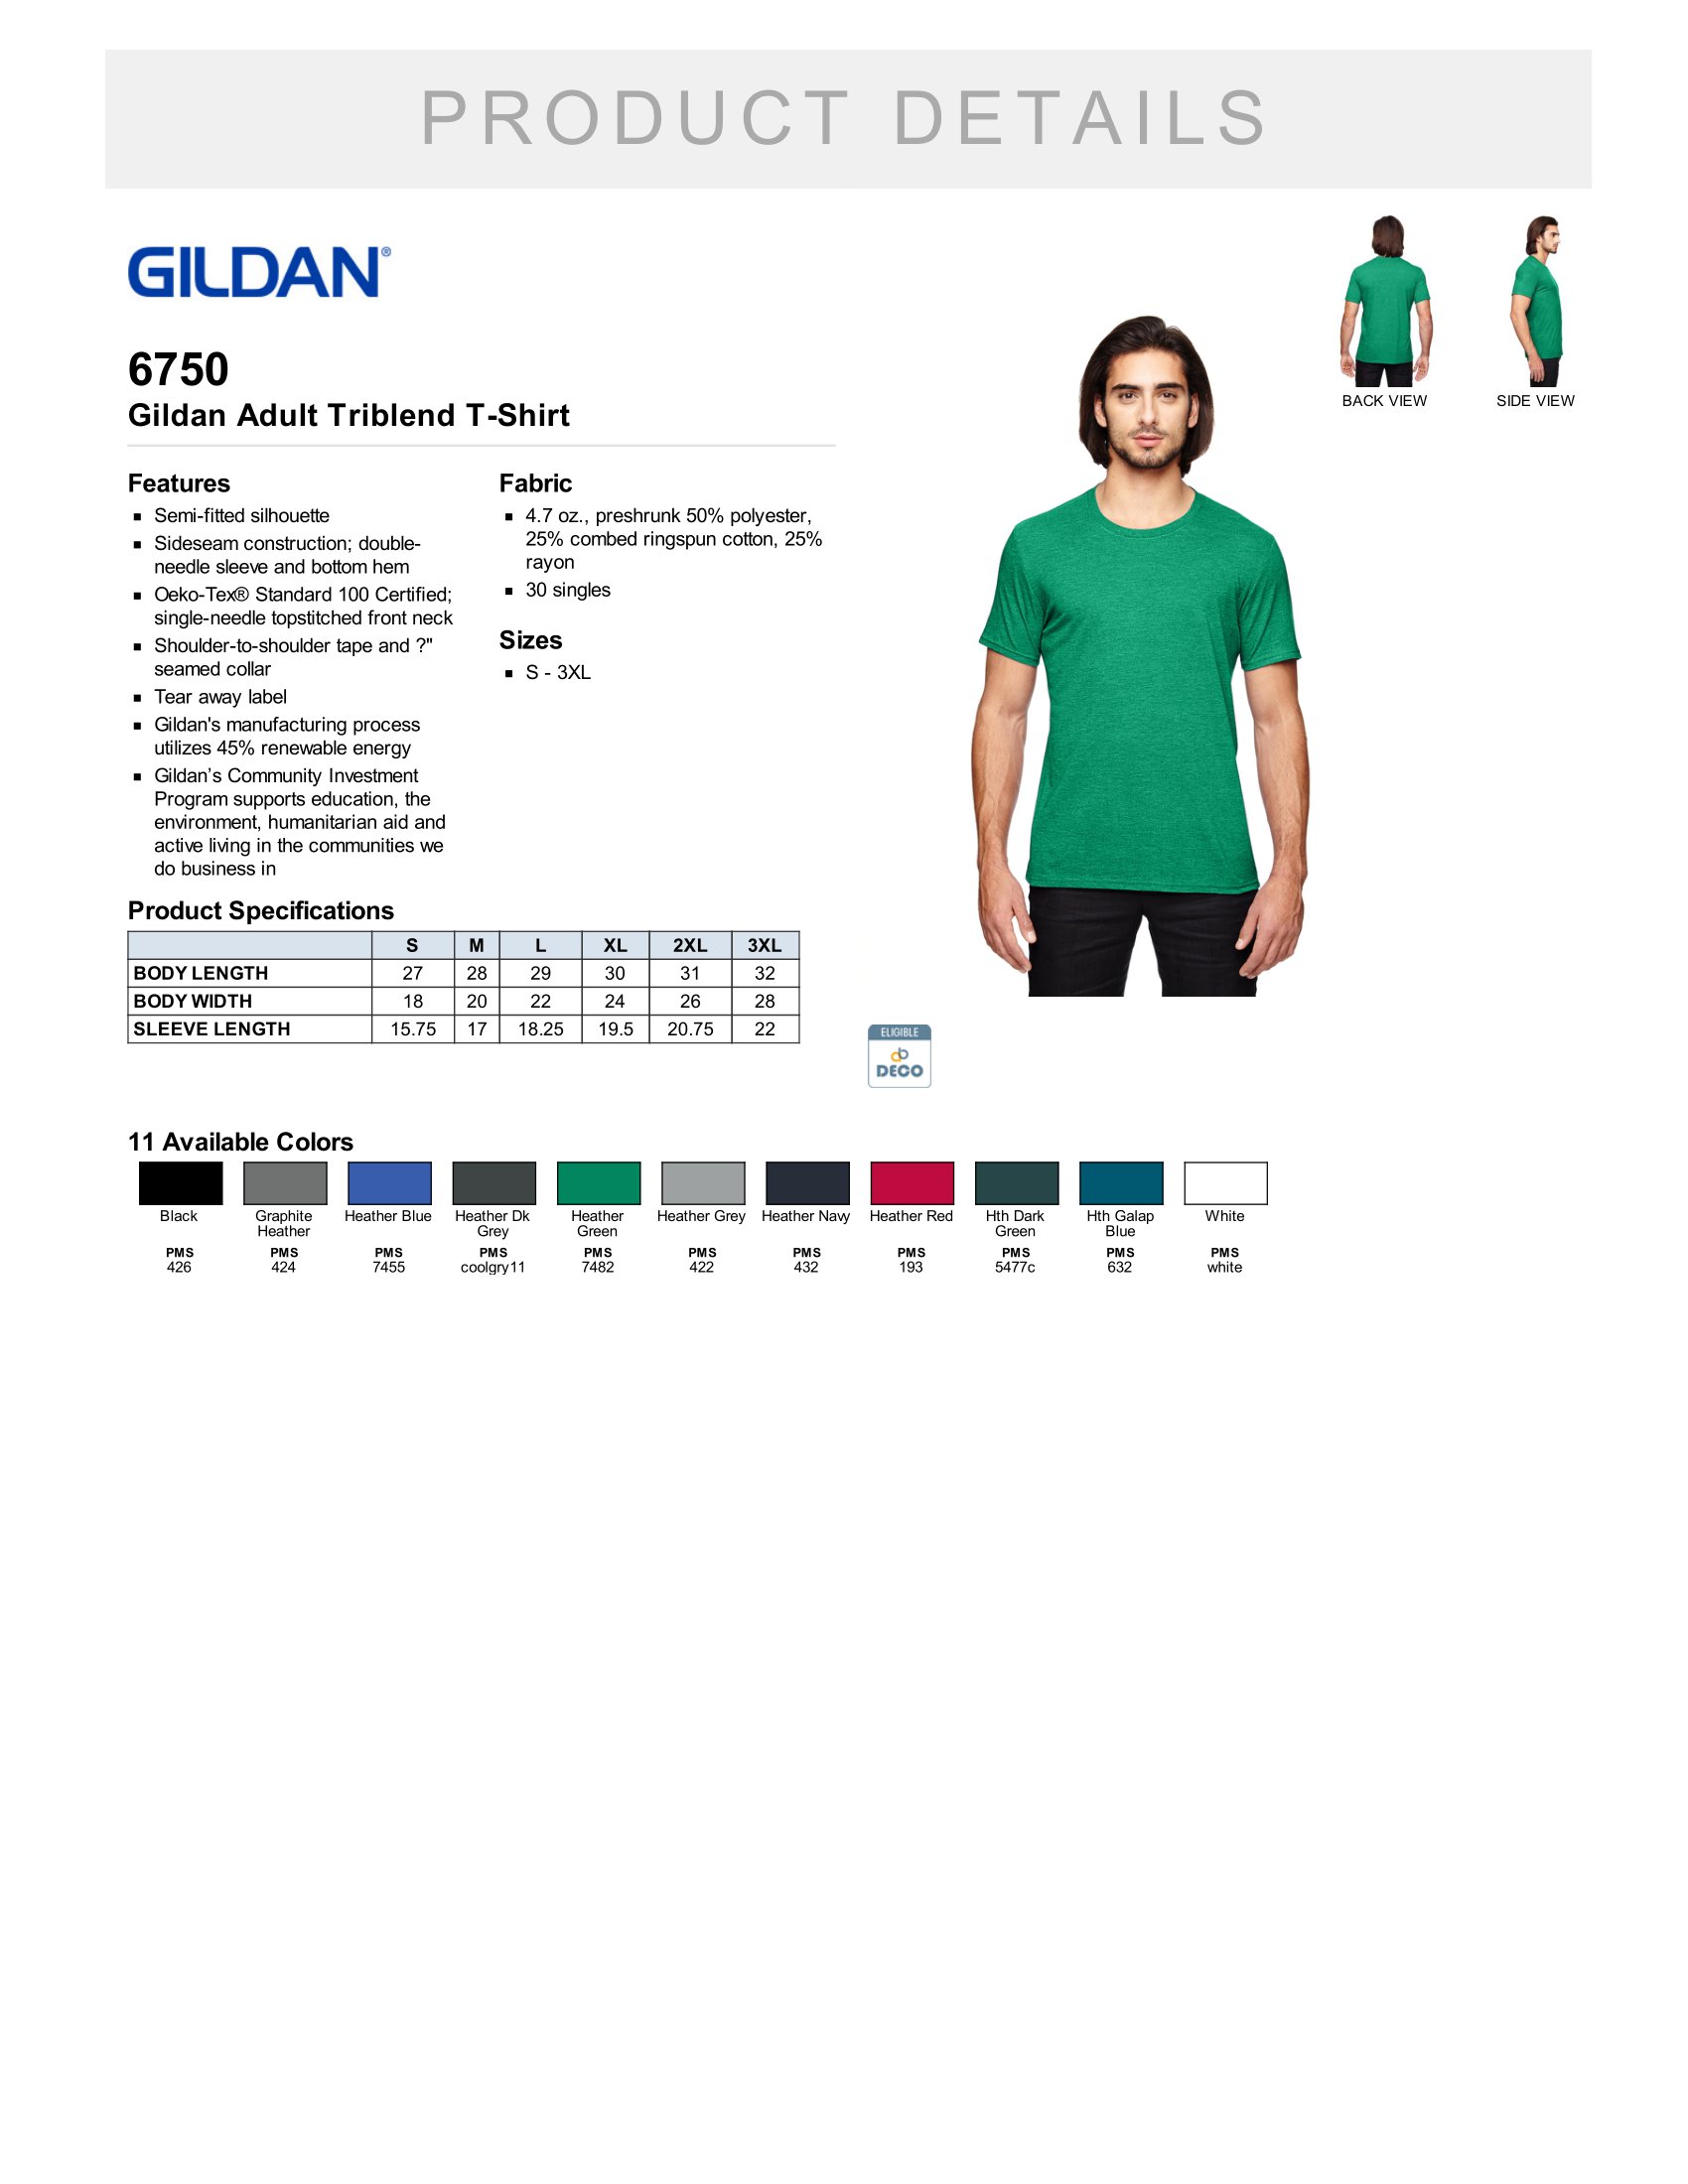 PRODUCT DETAILS
GILDAN®
6750
Gildan Adult Triblend T-Shirt
Features
▪ Semi-fitted silhouette
▪ Sideseam construction; double-
needle sleeve and bottom hem
▪ Oeko-Tex® Standard 100 Certified;
single-needle topstitched front neck
▪ Shoulder-to-shoulder tape and ?"
seamed collar
▪ Tear away label
▪ Gildan's manufacturing process
utilizes 45% renewable energy
▪ Gildan’s Community Investment
Program supports education, the
environment, humanitarian aid and
active living in the communities we
do business in
Fabric
▪ 4.7 oz., preshrunk 50% polyester,
25% combed ringspun cotton, 25%
rayon
▪ 30 singles
Sizes
▪ S - 3XL
BACK VIEW SIDE VIEW
Product Specifications
S M L XL 2XL 3XL
BODY LENGTH 27 28 29 30 31 32
BODY WIDTH 18 20 22 24 26 28
SLEEVE LENGTH 15.75 17 18.25 19.5 20.75 22
ELIGIBLE
DECO
11 Available Colors
Black Graphite Heather Blue Heather Dk Heather Heather Grey Heather Navy Heather Red Hth Dark Hth Galap White
Heather Grey Green Green Blue
PMS PMS PMS PMS PMS PMS PMS PMS PMS PMS PMS
426 424 7455 coolgry11 7482 422 432 193 5477c 632 white